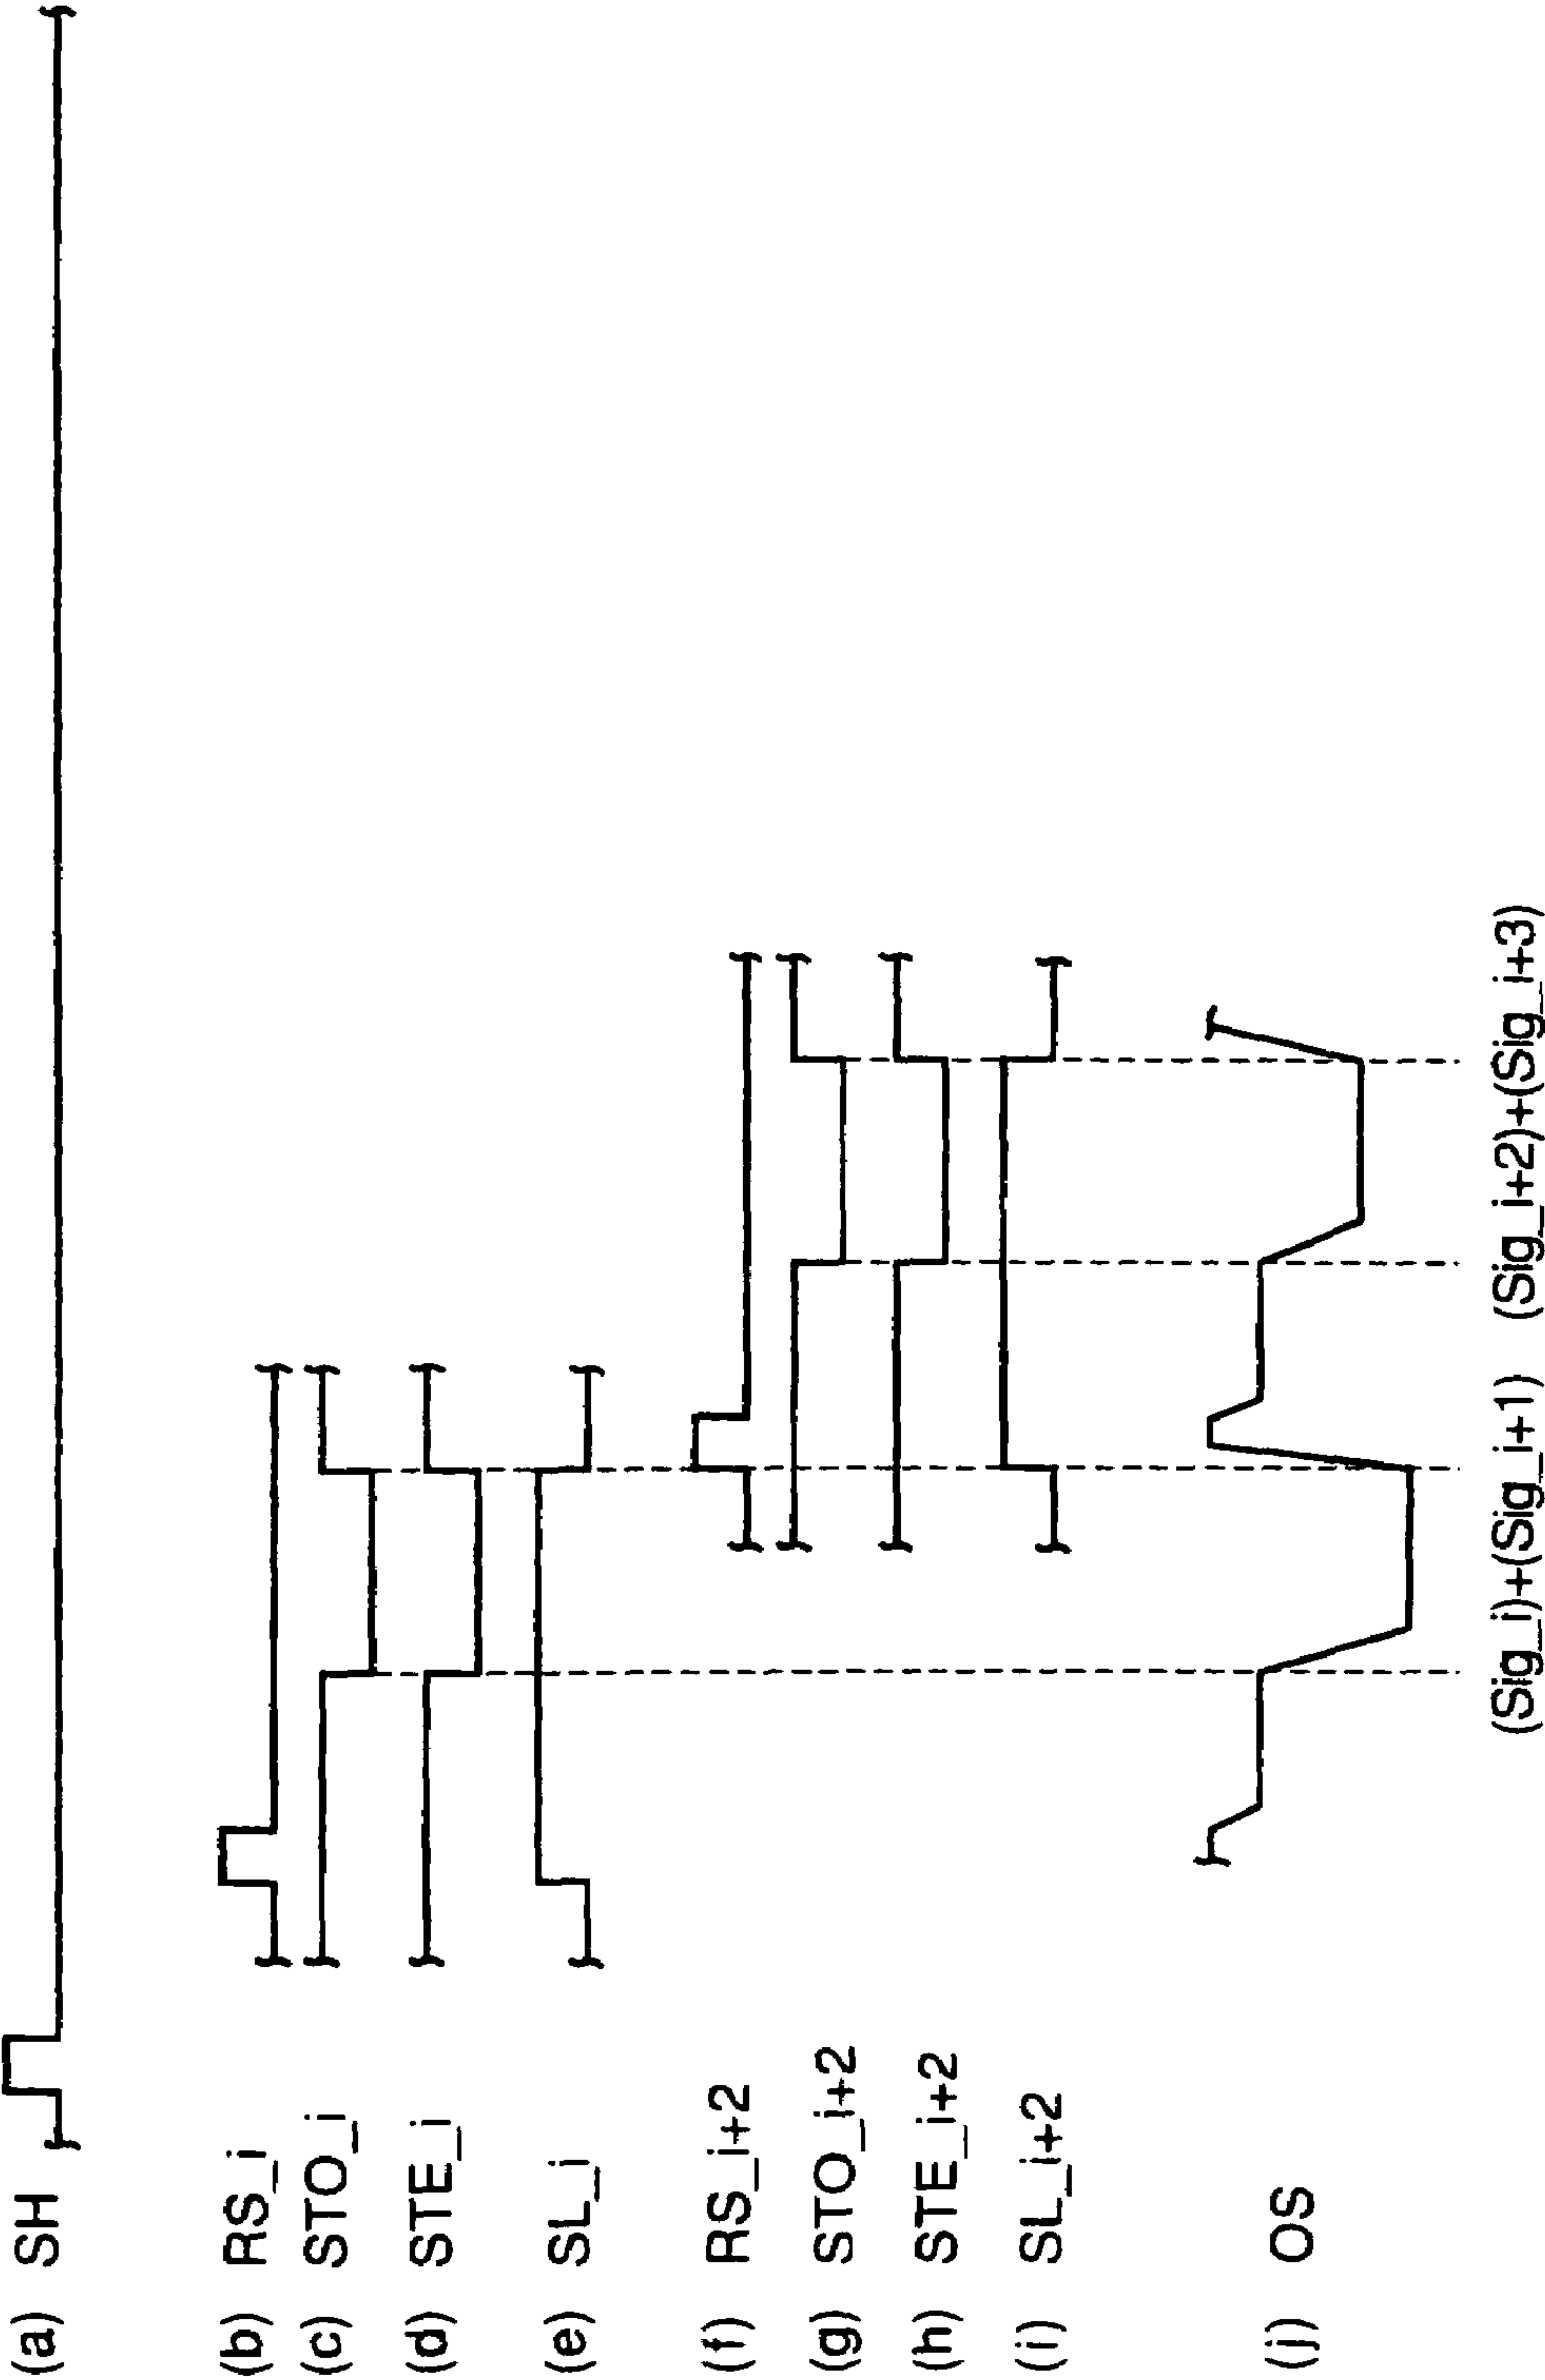 (a) SH
(b) RS_i
(c) STO_i
(d) STE_i
(e) SL_i
(f) RS_i+2
(g) STO_i+2
(h) STE_i+2
(i) SL_i+2
(j) OS
(Sig_i)+(Sig_i+1) (Sig_i+2)+(Sig_i+3)